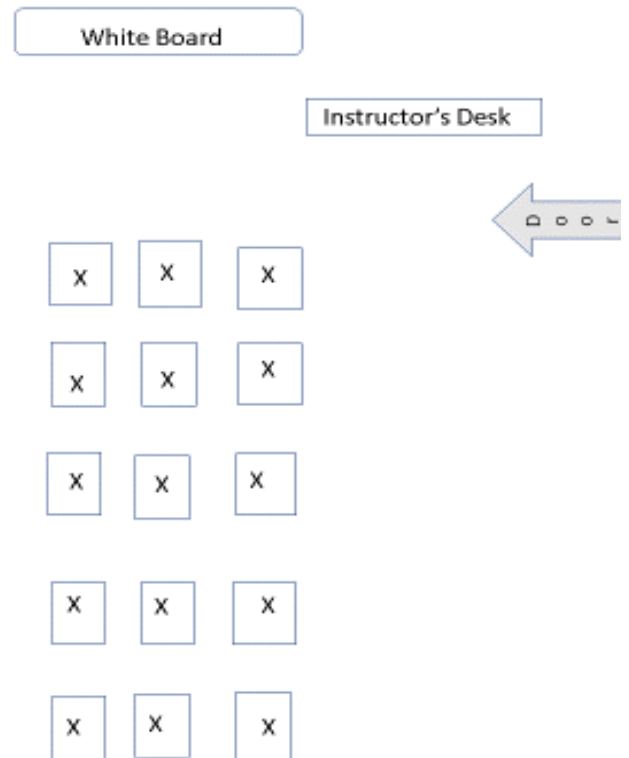 White Board
Instructor's Desk
Door
X X X
X X X
X X X
X X X
X X X